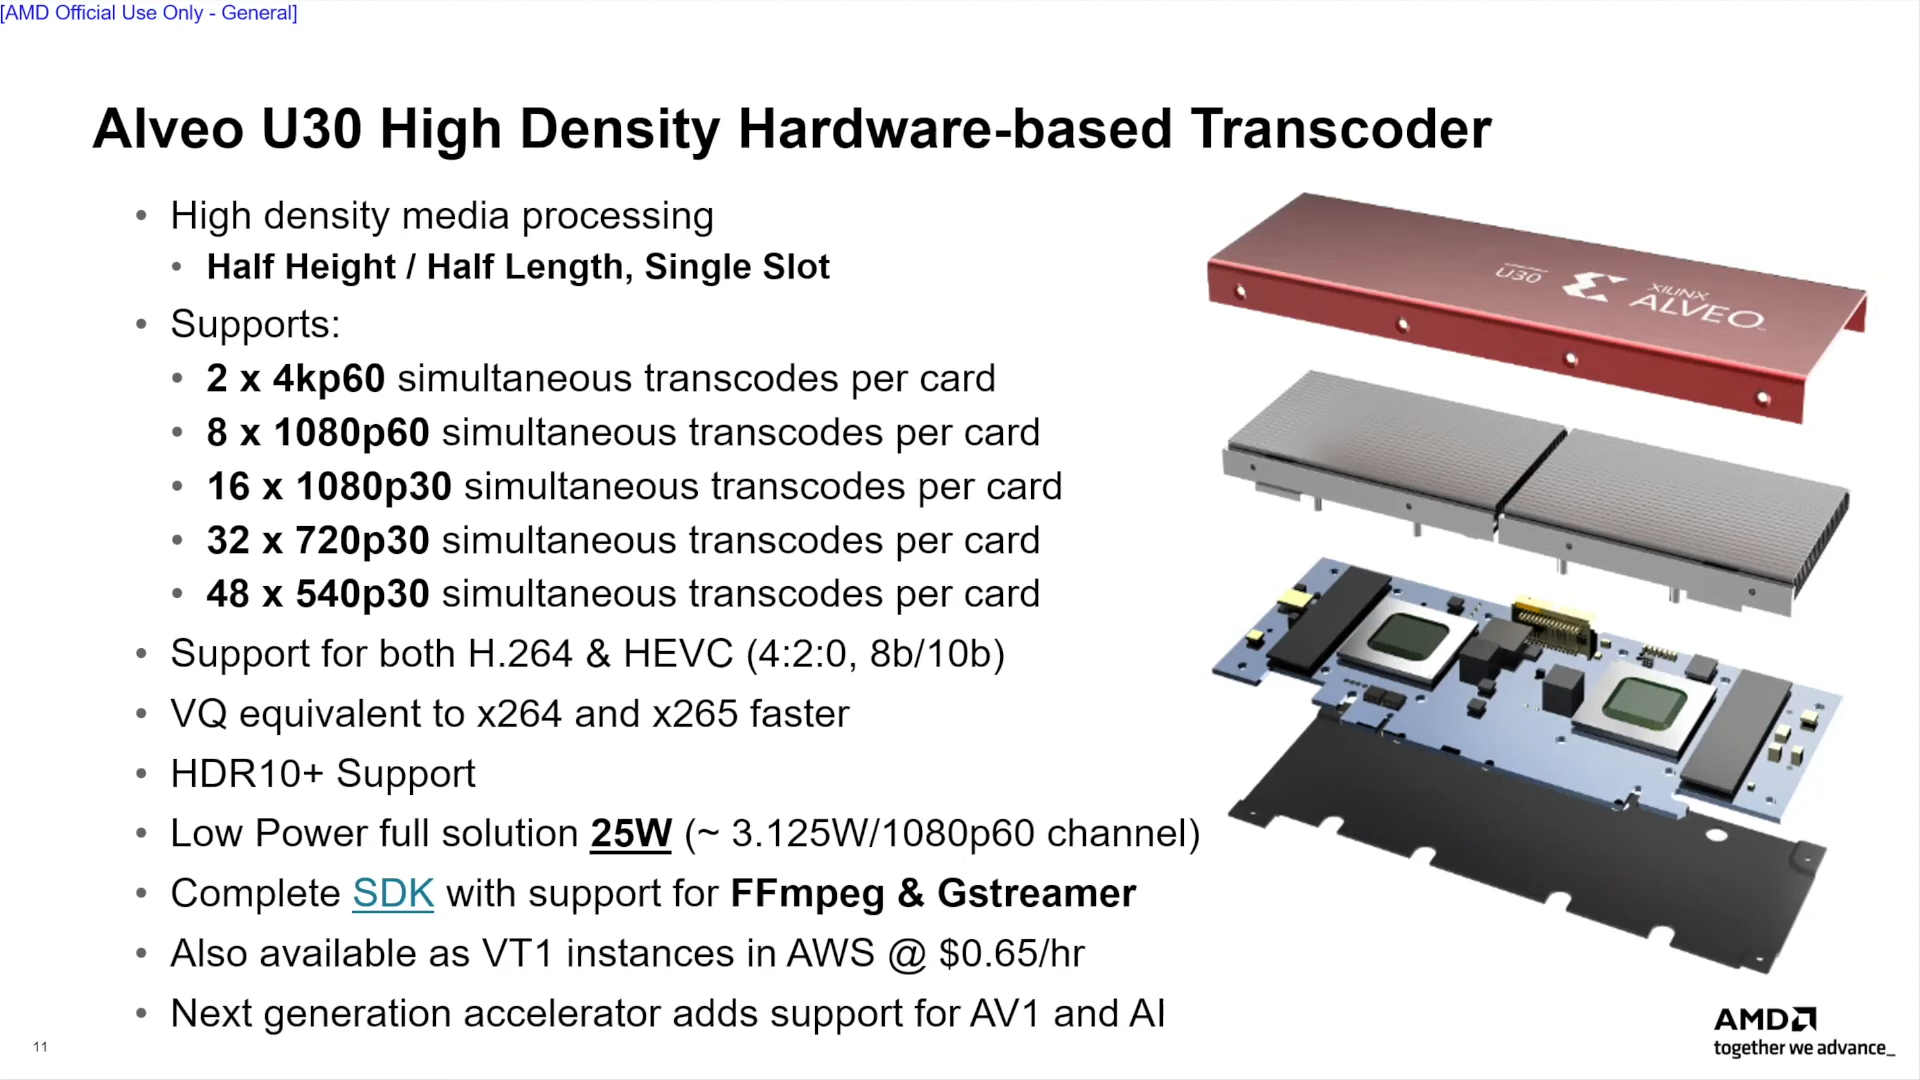 [AMD Official Use Only - General]
Alveo U30 High Density Hardware-based Transcoder
• High density media processing
• Half Height / Half Length, Single Slot
• Supports:
• 2 x 4kp60 simultaneous transcodes per card
• 8 x 1080p60 simultaneous transcodes per card
• 16 x 1080p30 simultaneous transcodes per card
• 32 x 720p30 simultaneous transcodes per card
• 48 x 540p30 simultaneous transcodes per card
• Support for both H.264 & HEVC (4:2:0, 8b/10b)
• VQ equivalent to x264 and x265 faster
• HDR10+ Support
• Low Power full solution 25W (~ 3.125W/1080p60 channel)
• Complete SDK with support for FFmpeg & Gstreamer
• Also available as VT1 instances in AWS @ $0.65/hr
• Next generation accelerator adds support for AV1 and AI
U30
XILINX
ALVEO
11
AMD
together we advance_